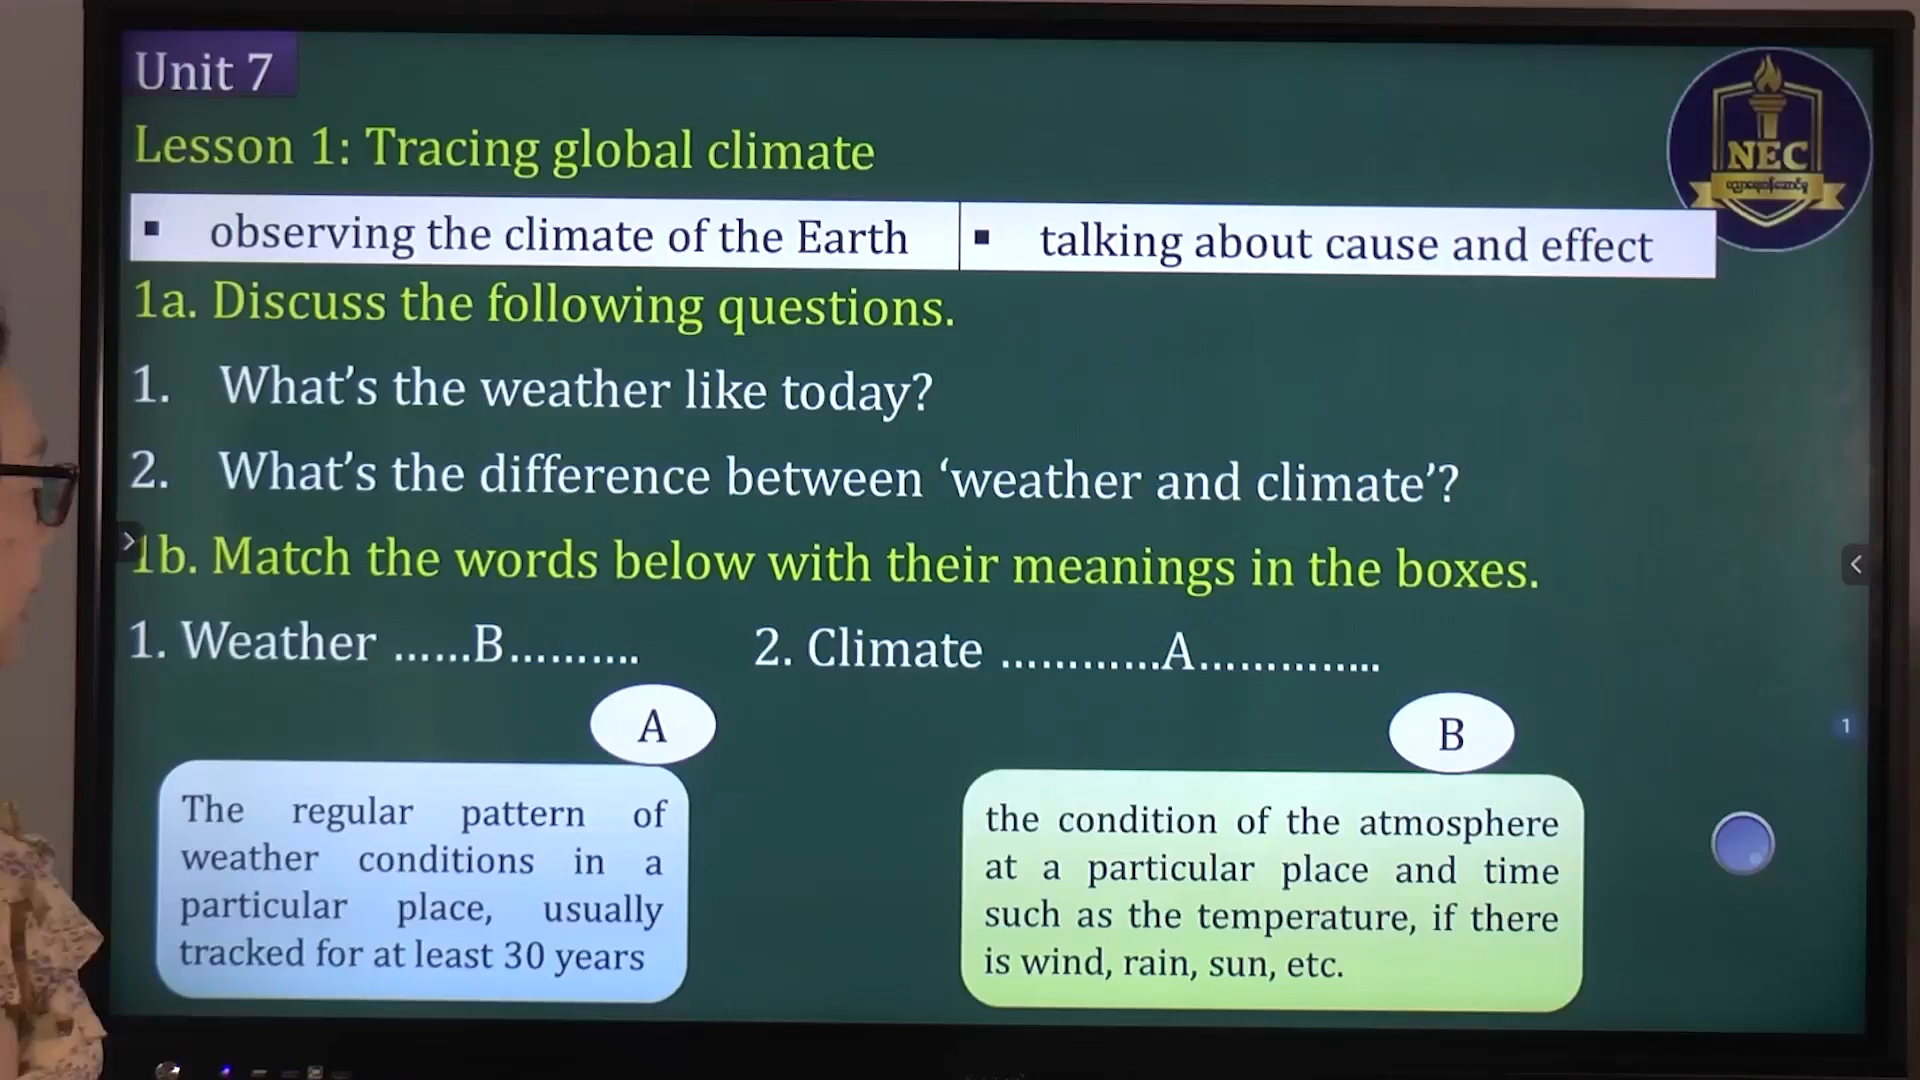 Unit 7
Lesson 1: Tracing global climate
▪ observing the climate of the Earth ▪ talking about cause and effect
1a. Discuss the following questions.
1. What’s the weather like today?
2. What’s the difference between ‘weather and climate’?
1b. Match the words below with their meanings in the boxes.
1. Weather ......B.......... 2. Climate ............A..............
A
The regular pattern of
weather conditions in a
particular place, usually
tracked for at least 30 years
B
the condition of the atmosphere
at a particular place and time
such as the temperature, if there
is wind, rain, sun, etc.
NEC
1